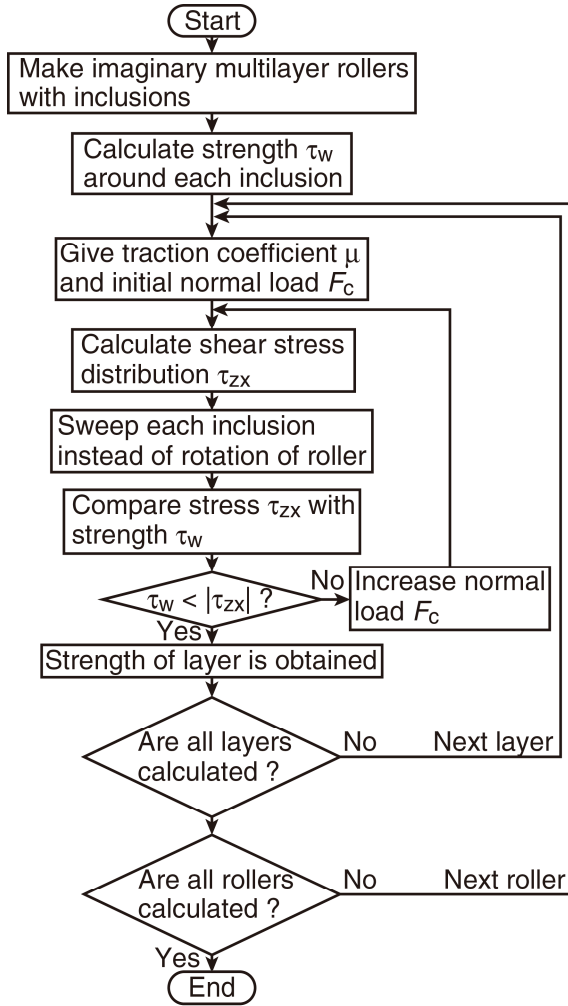 Start
Make imaginary multilayer rollers
with inclusions
Calculate strength τw
around each inclusion
Give traction coefficient μ
and initial normal load Fc
Calculate shear stress
distribution τzx
Sweep each inclusion
instead of rotation of roller
Compare stress τzx with
strength τw
τw < |τzx| ?
No
Increase normal
load Fc
Yes
Strength of layer is obtained
Are all layers
calculated ?
No
Next layer
Are all rollers
calculated ?
No
Next roller
Yes
End